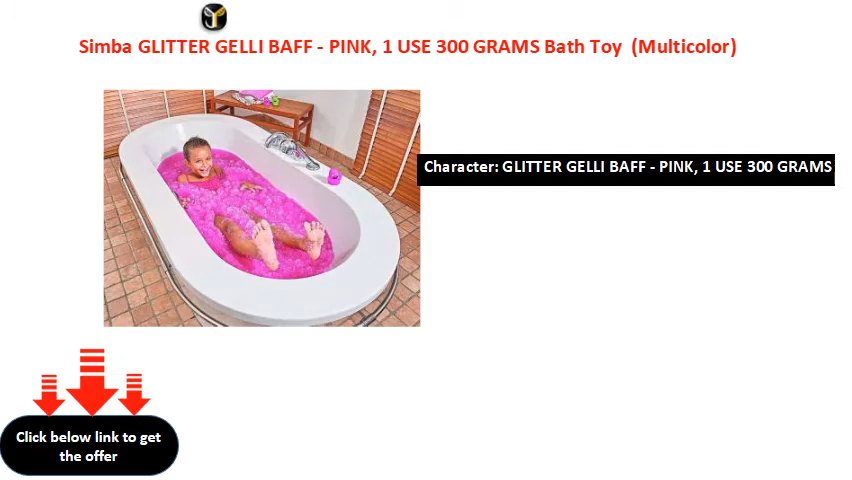 Simba GLITTER GELLI BAFF - PINK, 1 USE 300 GRAMS Bath Toy (Multicolor)
Character: GLITTER GELLI BAFF - PINK, 1 USE 300 GRAMS
Click below link to get
the offer